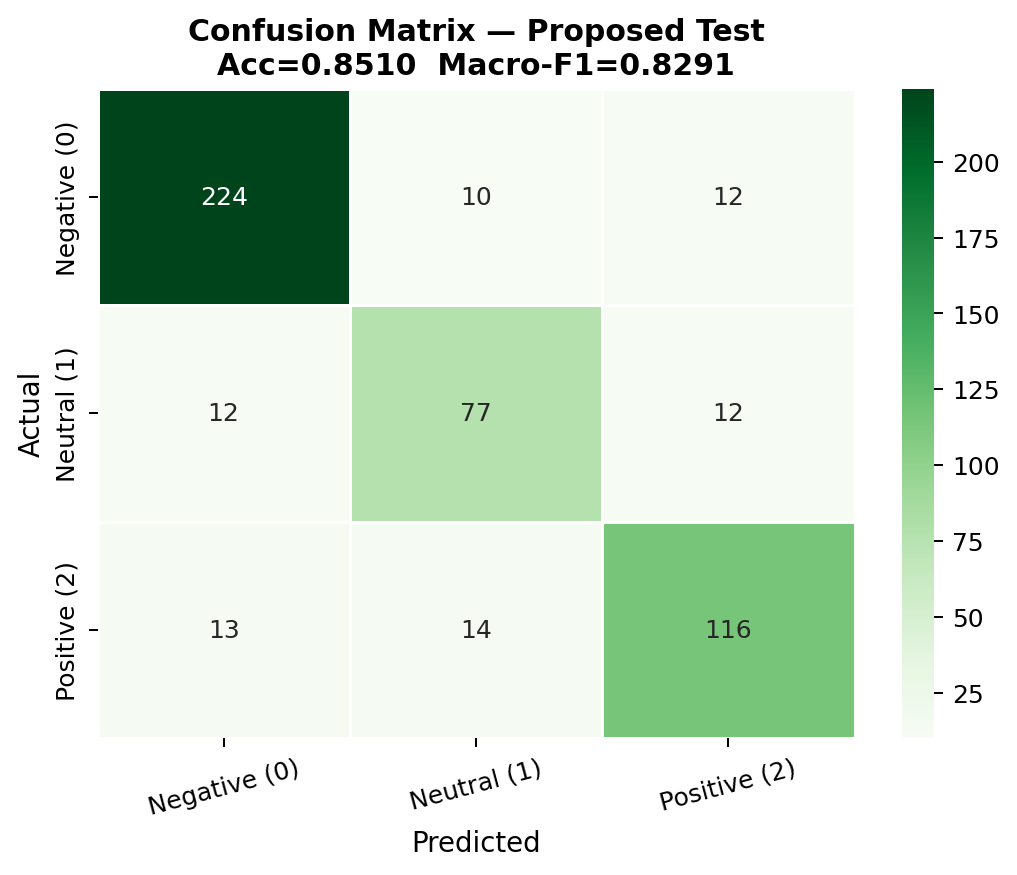 Confusion Matrix — Proposed Test
Acc=0.8510  Macro-F1=0.8291
Actual
Negative (0)
224 10 12
Neutral (1)
12 77 12
Positive (2)
13 14 116
Negative (0) Neutral (1) Positive (2)
Predicted
200
175
150
125
100
75
50
25